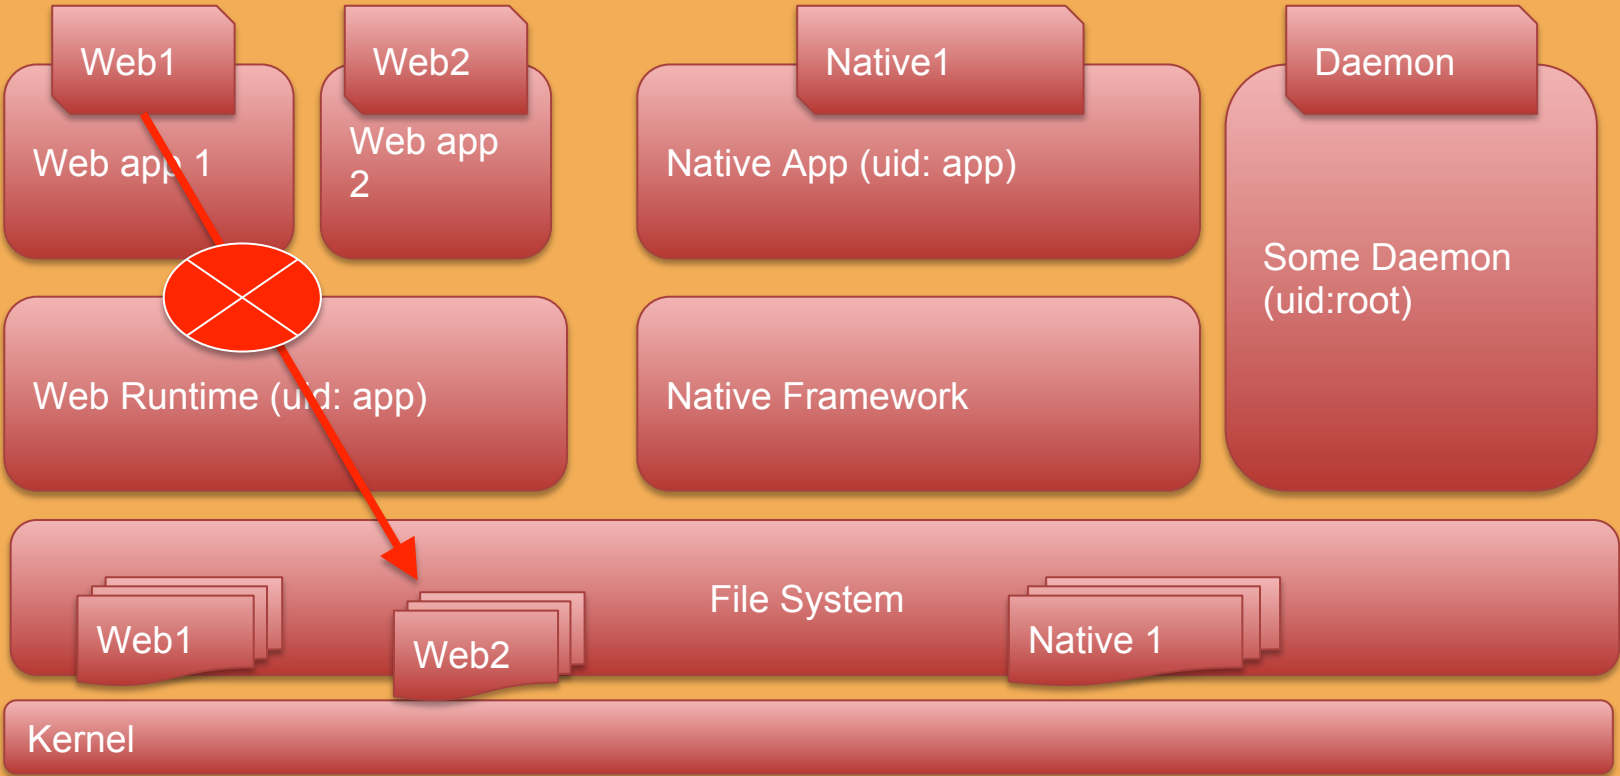 Web1
Web2
Native1
Daemon
Web app 1
Web app
2
Native App (uid: app)
Some Daemon
(uid:root)
Web Runtime (uid: app)
Native Framework
File System
Web1
Web2
Native 1
Kernel